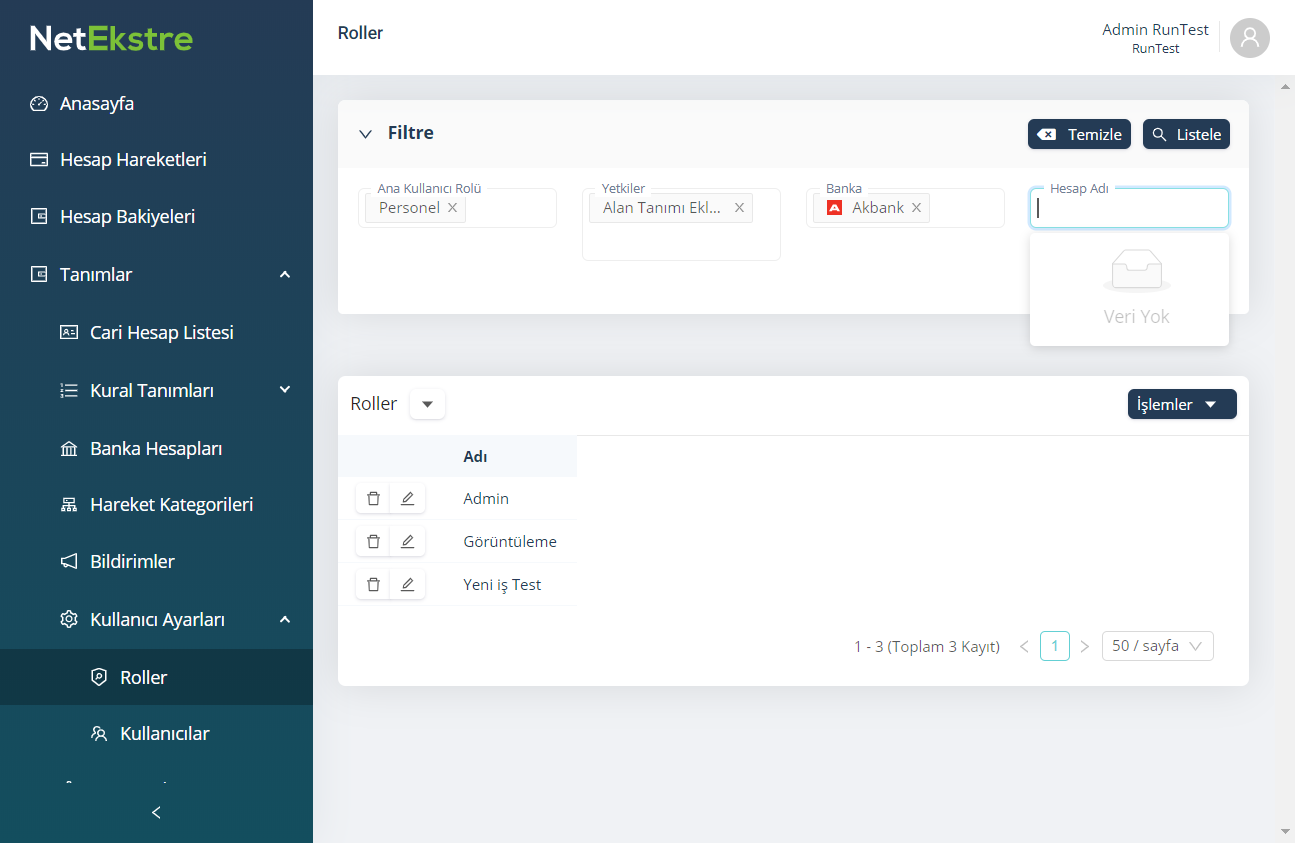 NetEkstre
Anasayfa
Hesap Hareketleri
Hesap Bakiyeleri
Tanımlar
Cari Hesap Listesi
Kural Tanımları
Banka Hesapları
Hareket Kategorileri
Bildirimler
Kullanıcı Ayarları
Roller
Kullanıcılar
Roller
Admin RunTest
RunTest
Filtre
Temizle
Listele
Ana Kullanıcı Rolü
Personel
Yetkiler
Alan Tanımı Ekl...
Banka
Akbank
Hesap Adı
Veri Yok
Roller
İşlemler
Adı
Admin
Görüntüleme
Yeni iş Test
1 - 3 (Toplam 3 Kayıt)
1
50 / sayfa